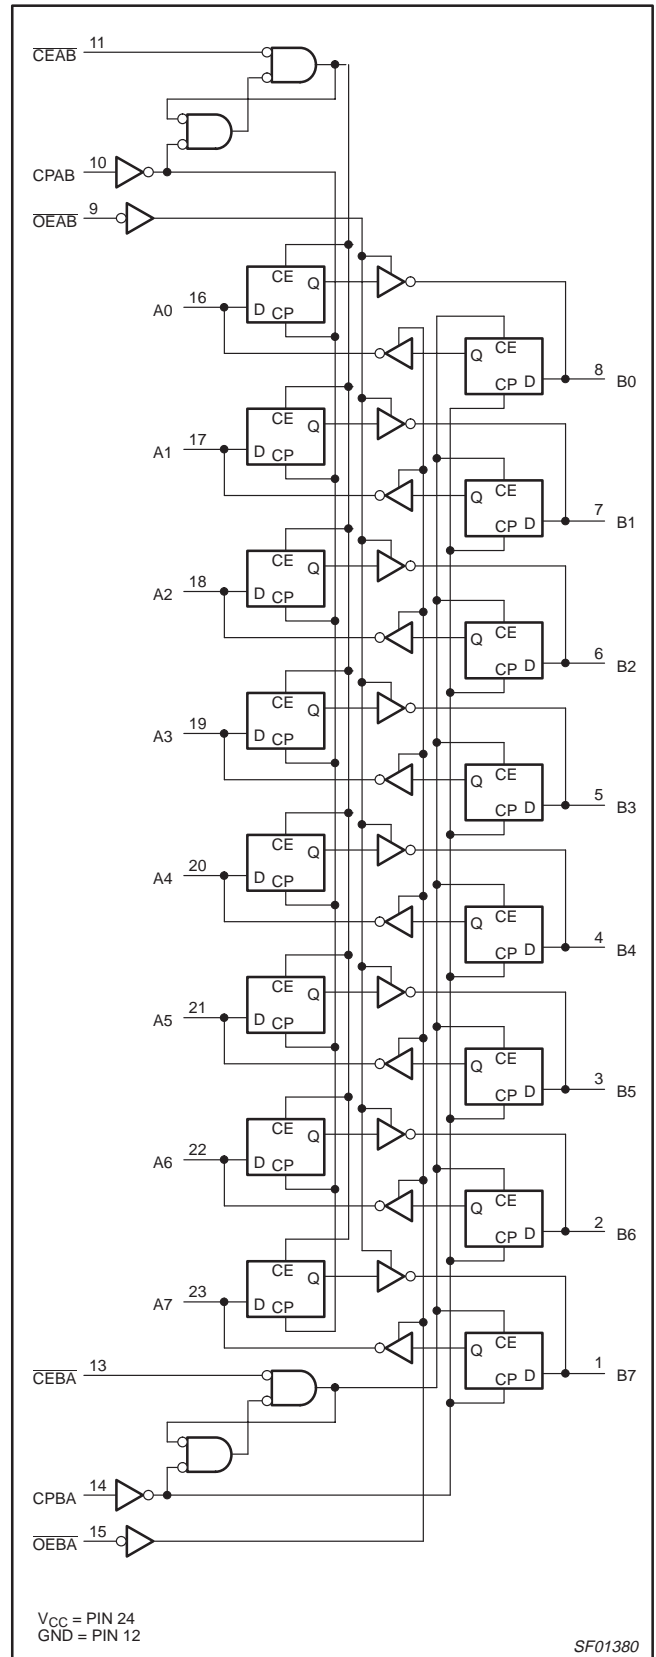 CEAB 11
CPAB 10
OEAB 9
CE Q
A0 16 D CP
Q CE
CP D 8 B0
CE Q
A1 17 D CP
Q CE
CP D 7 B1
CE Q
A2 18 D CP
Q CE
CP D 6 B2
CE Q
A3 19 D CP
Q CE
CP D 5 B3
CE Q
A4 20 D CP
Q CE
CP D 4 B4
CE Q
A5 21 D CP
Q CE
CP D 3 B5
CE Q
A6 22 D CP
Q CE
CP D 2 B6
CE Q
A7 23 D CP
Q CE
CP D 1 B7
CEBA 13
CPBA 14
OEBA 15
VCC = PIN 24
GND = PIN 12
SF01380